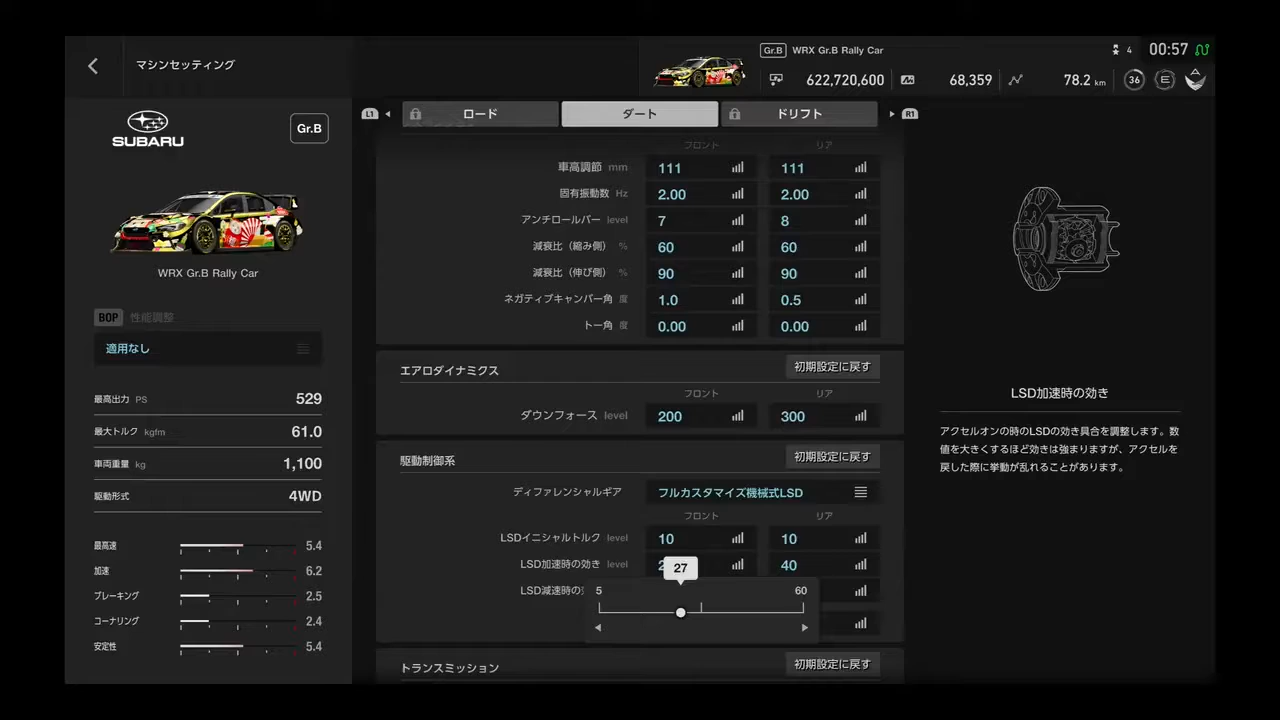 マシンセッティング
Gr.B WRX Gr.B Rally Car
4 00:57
622,720,600 68,359 78.2 km 36 E
SUBARU
Gr.B
WRX Gr.B Rally Car
BOP 性能調整
適用なし
最高出力 PS 529
最大トルク kgfm 61.0
車両重量 kg 1,100
駆動形式 4WD
最高速 5.4
加速 6.2
ブレーキング 2.5
コーナリング 2.4
安定性 5.4
L1 ロード ダート ドリフト R1
フロント リア
車高調節 mm 111 111
固有振動数 Hz 2.00 2.00
アンチロールバー level 7 8
減衰比（縮み側） % 60 60
減衰比（伸び側） % 90 90
ネガティブキャンバー角 度 1.0 0.5
トー角 度 0.00 0.00
エアロダイナミクス 初期設定に戻す
フロント リア
ダウンフォース level 200 300
駆動制御系 初期設定に戻す
ディファレンシャルギア フルカスタマイズ機械式LSD
フロント リア
LSDイニシャルトルク level 10 10
LSD加速時の効き level 40
27
LSD減速時の
5 60
トランスミッション 初期設定に戻す
LSD加速時の効き
アクセルオンの時のLSDの効き具合を調整します。数
値を大きくするほど効きは強まりますが、アクセルを
戻した際に挙動が乱れることがあります。